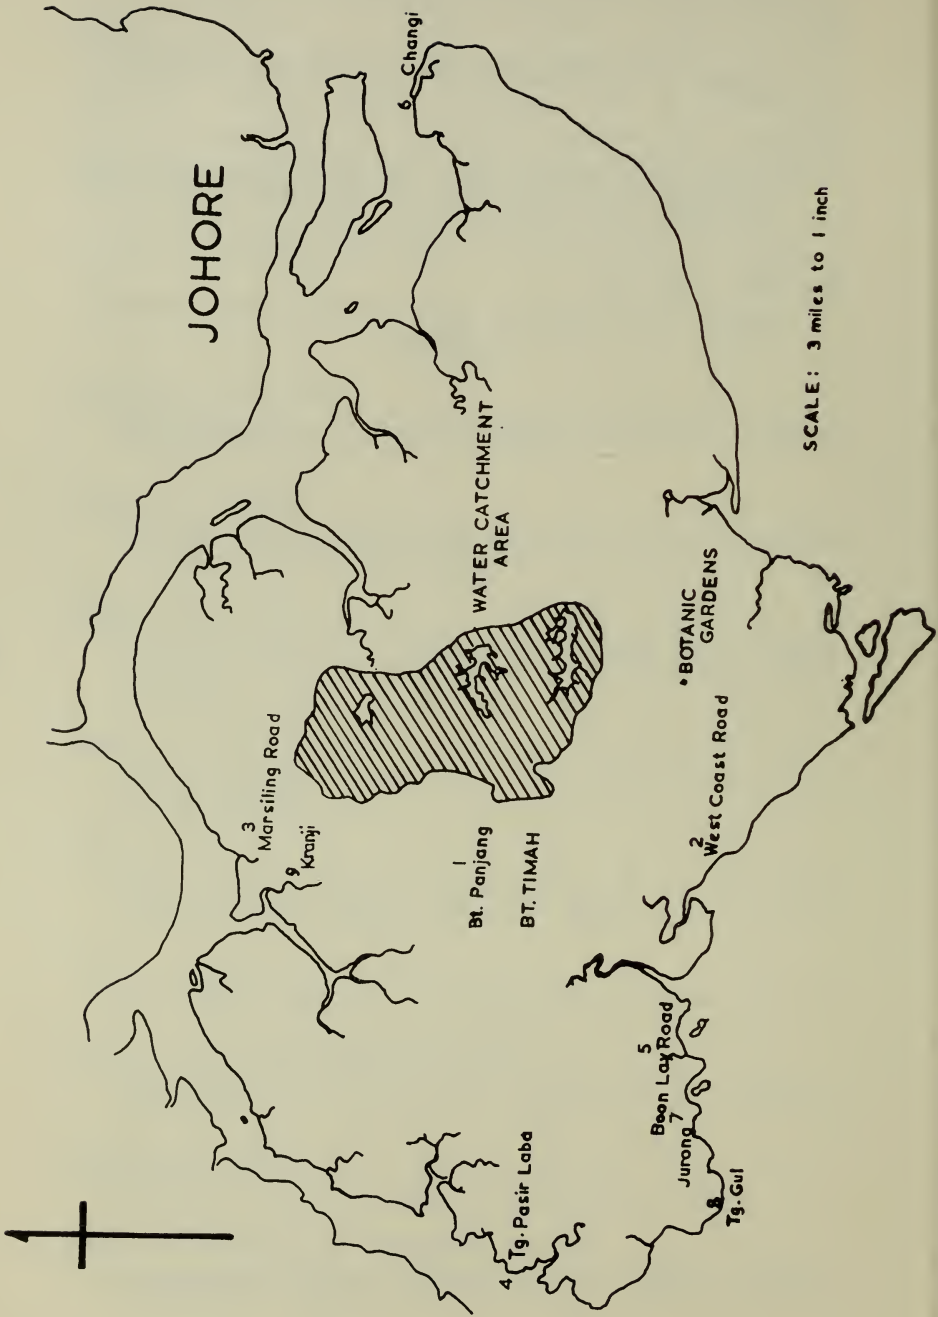 JOHORE
6
Changi
3
Marsiling Road
9
Kranji
WATER CATCHMENT
AREA
1
Bt. Panjang
BT. TIMAH
BOTANIC
GARDENS
2
West Coast Road
5
Boon Lay Road
7
Jurong
8
Tg. Gul
4
Tg. Pasir Laba
SCALE: 3 miles to 1 inch